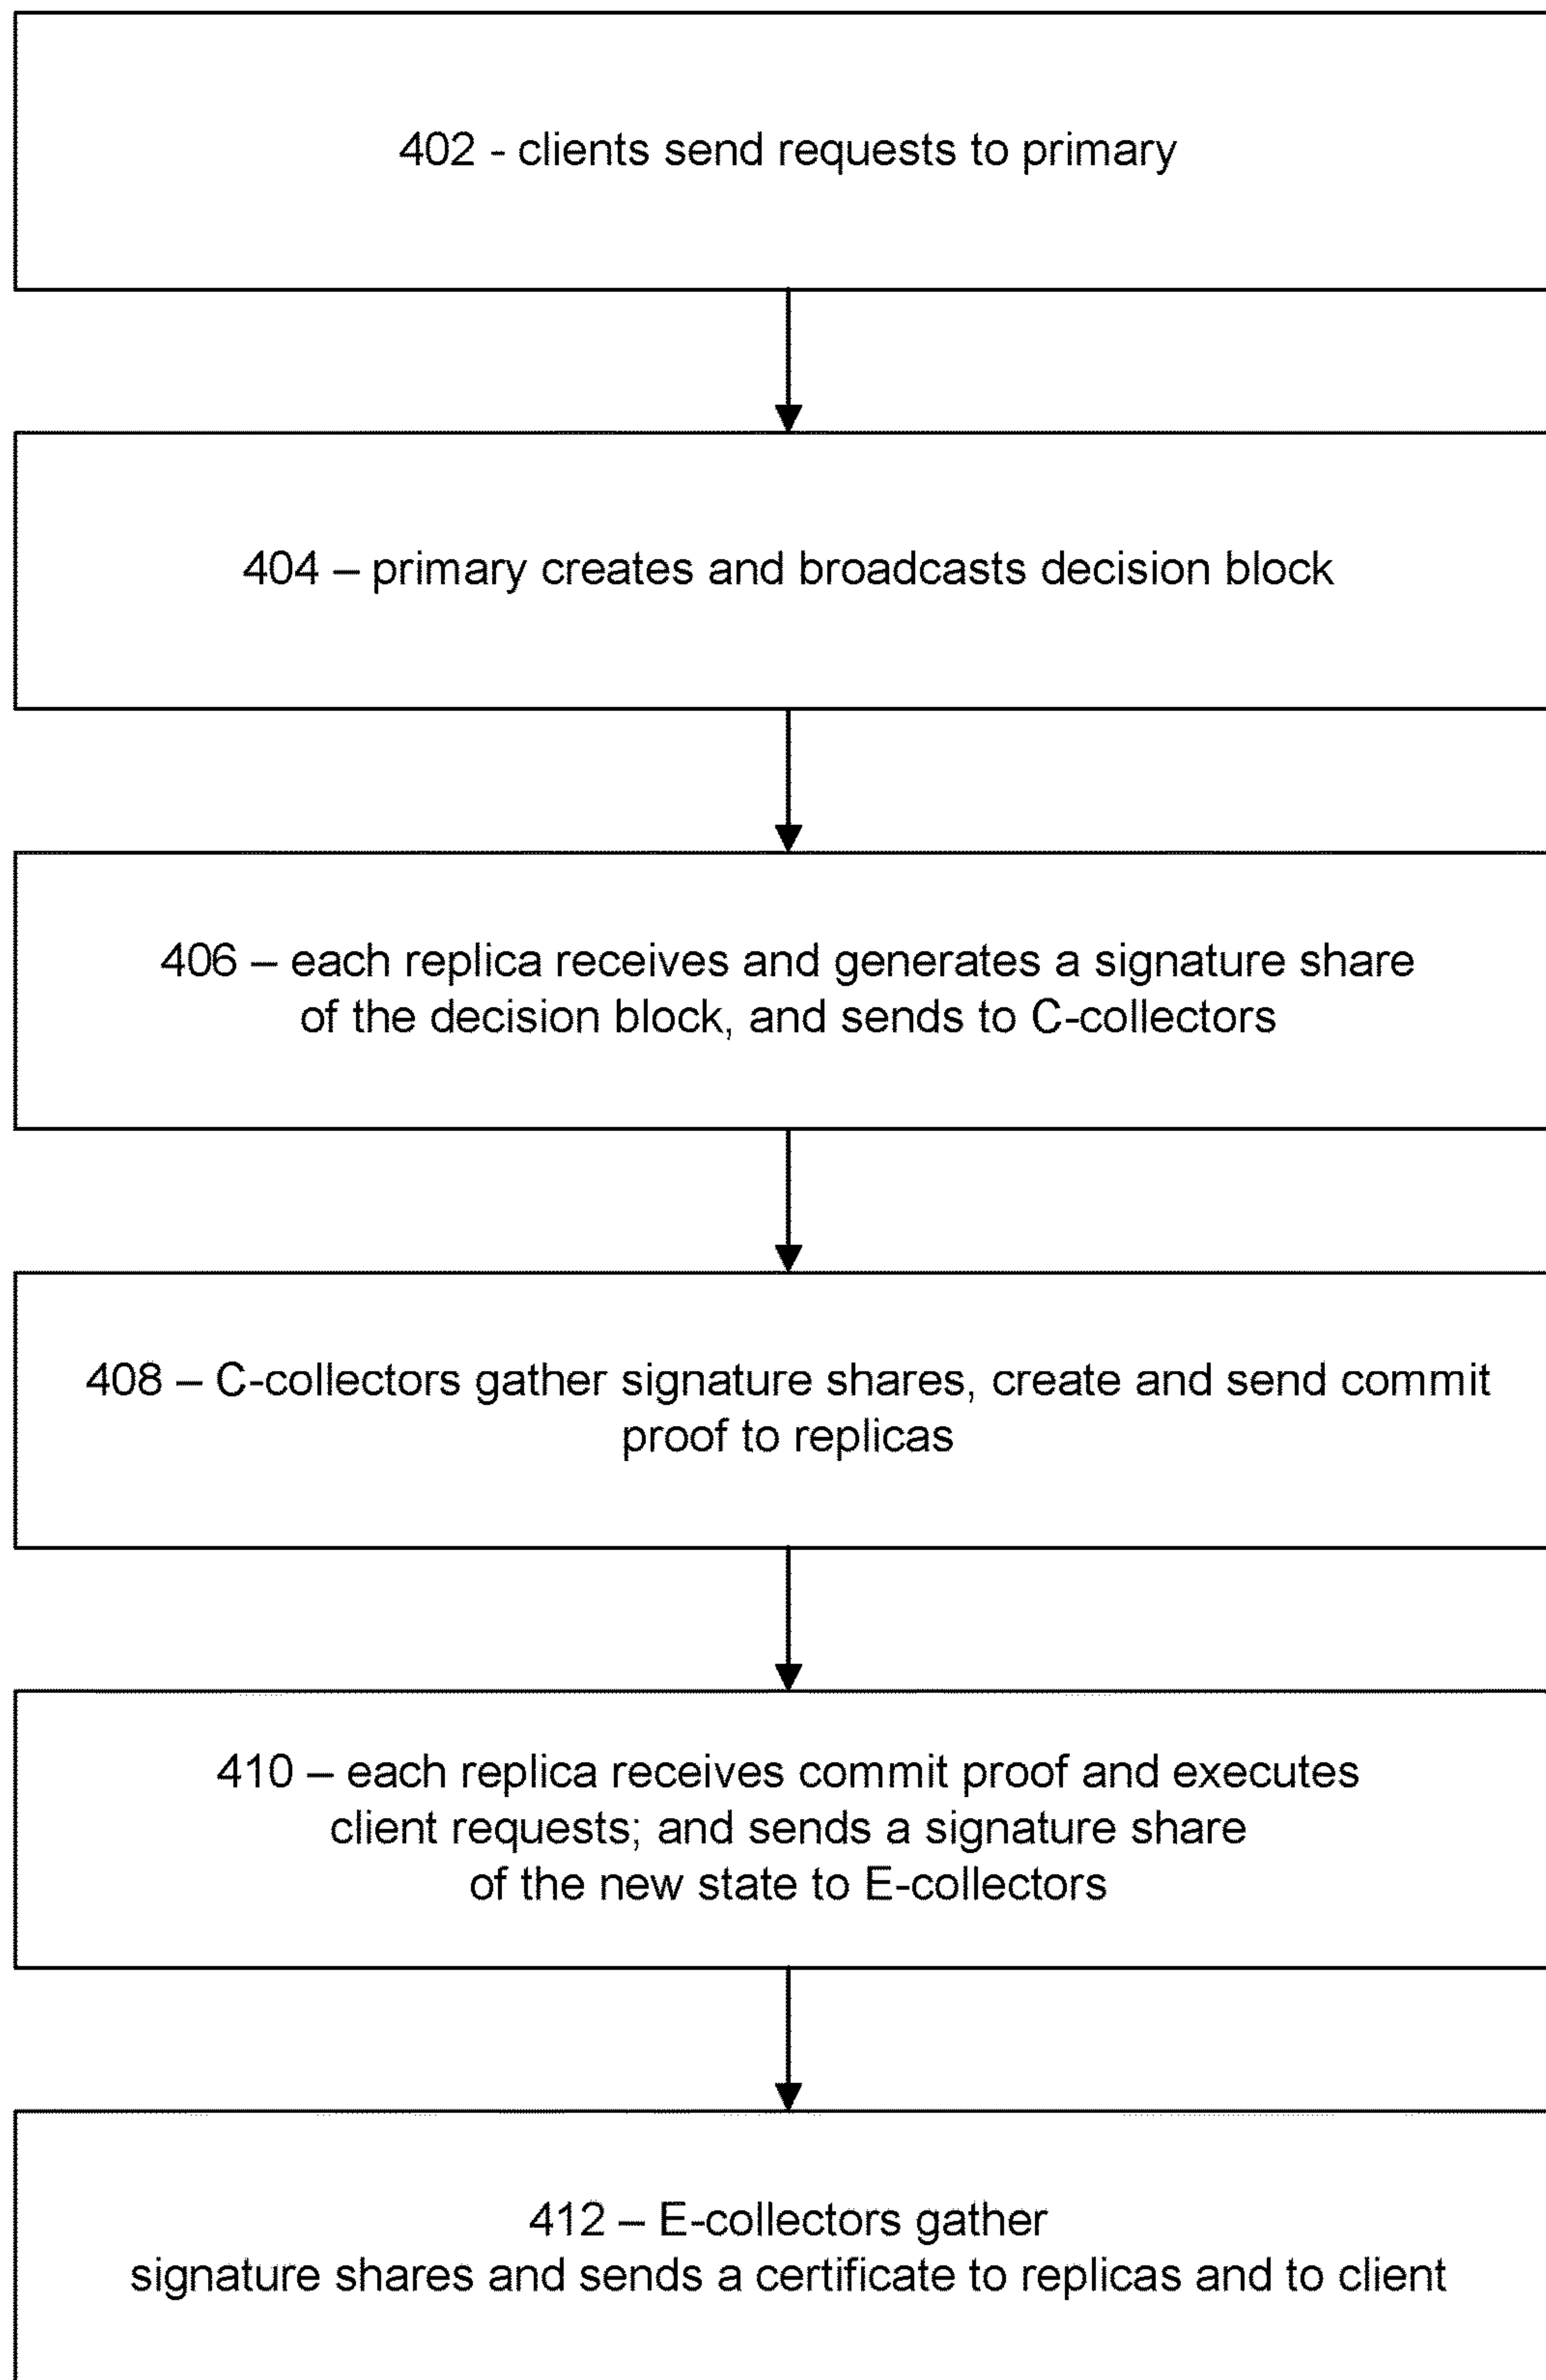 402 - clients send requests to primary
404 – primary creates and broadcasts decision block
406 – each replica receives and generates a signature share
of the decision block, and sends to C-collectors
408 – C-collectors gather signature shares, create and send commit
proof to replicas
410 – each replica receives commit proof and executes
client requests; and sends a signature share
of the new state to E-collectors
412 – E-collectors gather
signature shares and sends a certificate to replicas and to client